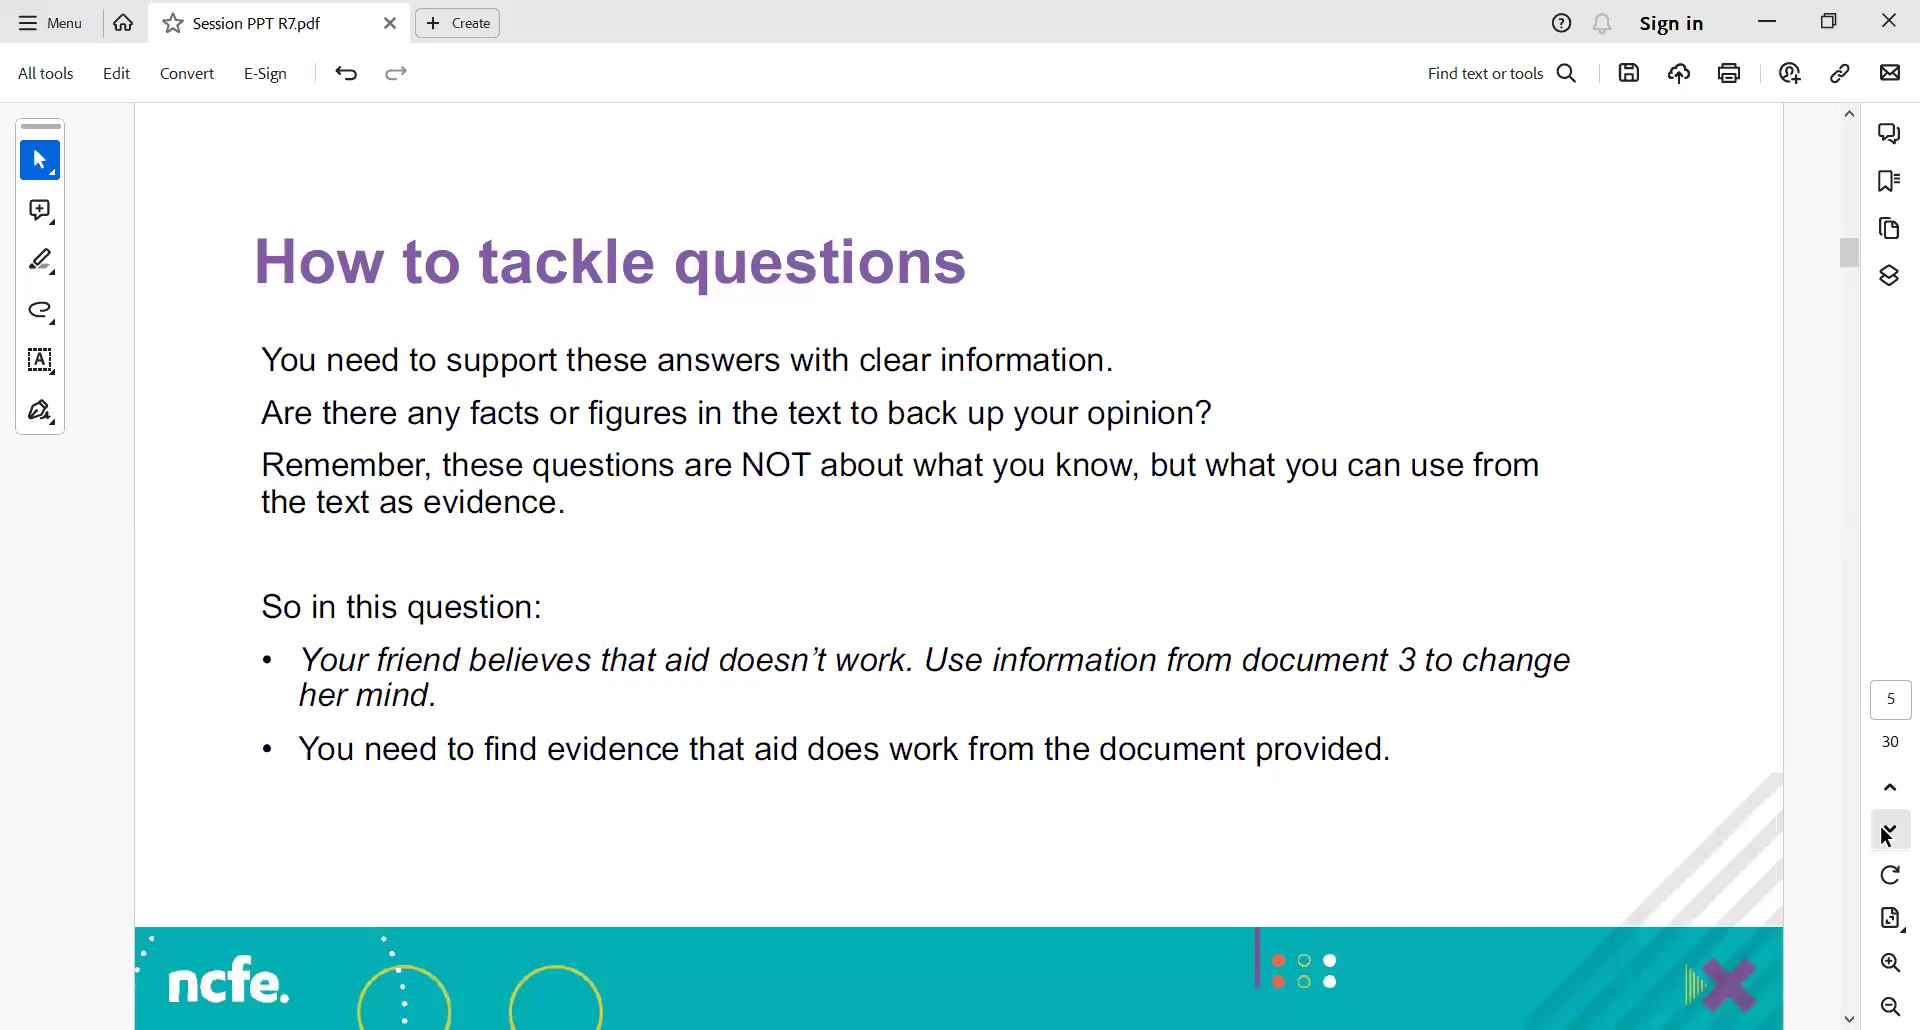 Menu
Session PPT R7.pdf
Create
Sign in
All tools
Edit
Convert
E-Sign
Find text or tools
How to tackle questions
You need to support these answers with clear information.
Are there any facts or figures in the text to back up your opinion?
Remember, these questions are NOT about what you know, but what you can use from
the text as evidence.
So in this question:
• Your friend believes that aid doesn't work. Use information from document 3 to change
her mind.
• You need to find evidence that aid does work from the document provided.
5
30
ncfe.